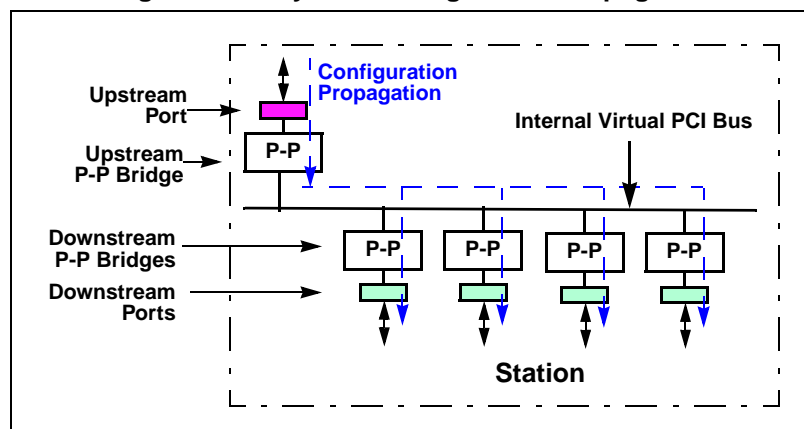 Configuration
Propagation
Upstream
Port
Internal Virtual PCI Bus
Upstream
P-P Bridge
P-P
Downstream
P-P Bridges
P-P
P-P
P-P
P-P
Downstream
Ports
Station